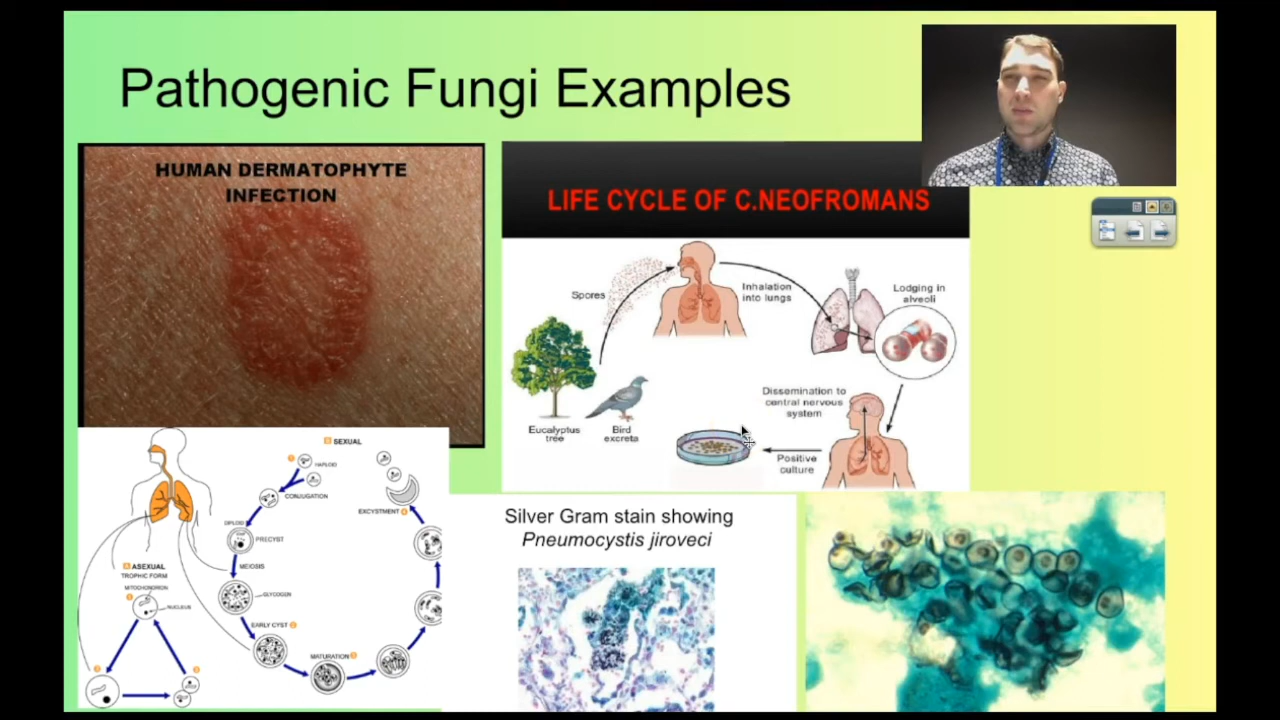 Pathogenic Fungi Examples
HUMAN DERMATOPHYTE
INFECTION
LIFE CYCLE OF C.NEOFROMANS
Spores
Inhalation
into lungs
Lodging in
alveoli
Eucalyptus
tree
Bird
excreta
Dissemination to
central nervous
system
Positive
culture
SEXUAL
HAPLOID
CONJUGATION
DIPLOID
PRECYST
EXCYSTMENT
MEIOSIS
ASEXUAL
TROPHIC FORM
MITOCHONDRION
NUCLEUS
GLYCOGEN
EARLY CYST
MATURATION
Silver Gram stain showing
Pneumocystis jiroveci